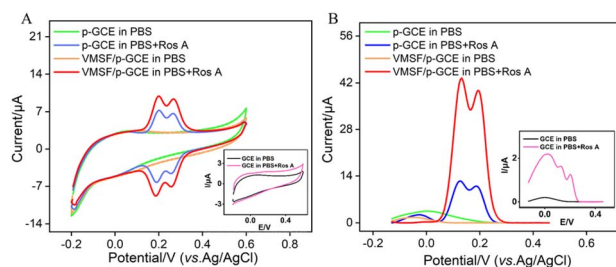 A
p-GCE in PBS
p-GCE in PBS+Ros A
VMSF/p-GCE in PBS
VMSF/p-GCE in PBS+Ros A
Current/μA
21
14
7
0
-7
-14
-0.2
0.0
0.2
0.4
0.6
0.8
Potential/V (vs.Ag/AgCl)
GCE in PBS
GCE in PBS+Ros A
I/μA
3
0
-3
0.0
0.4
E/V
B
p-GCE in PBS
p-GCE in PBS+Ros A
VMSF/p-GCE in PBS
VMSF/p-GCE in PBS+Ros A
Current/μA
56
42
28
14
0
-0.2
0.0
0.2
0.4
0.6
Potential/V (vs.Ag/AgCl)
GCE in PBS
GCE in PBS+Ros A
I/μA
2
0
0.0
0.4
E/V